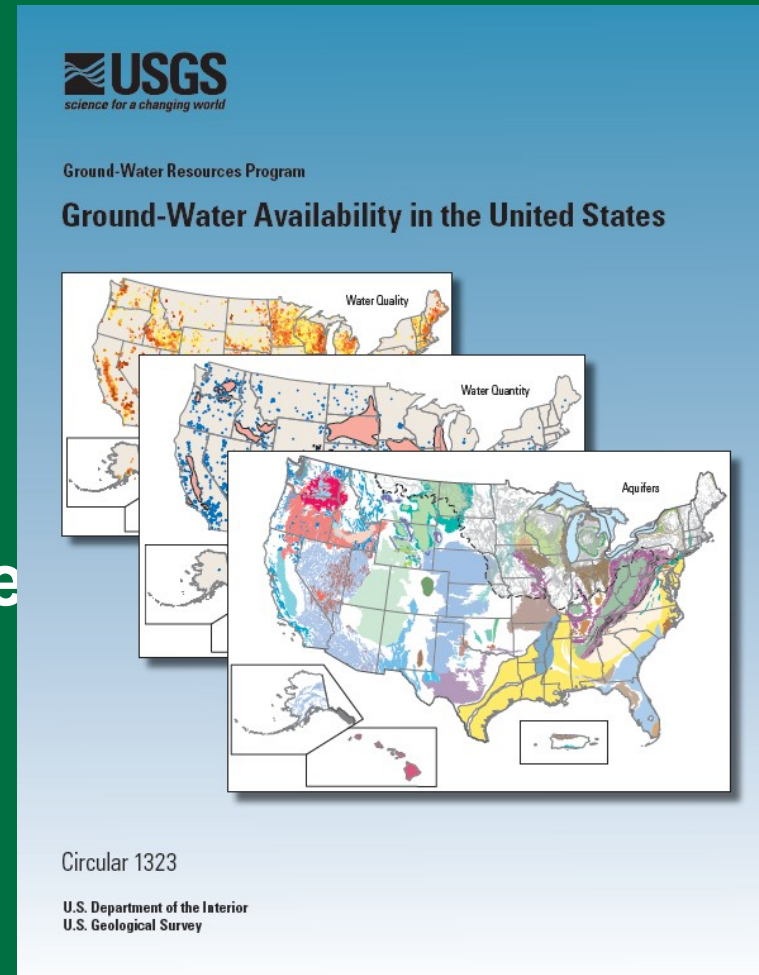 USGS
science for a changing world
Ground-Water Resources Program
Ground-Water Availability in the United States
Water Quality
Water Quantity
Aquifers
e
Circular 1323
U.S. Department of the Interior
U.S. Geological Survey